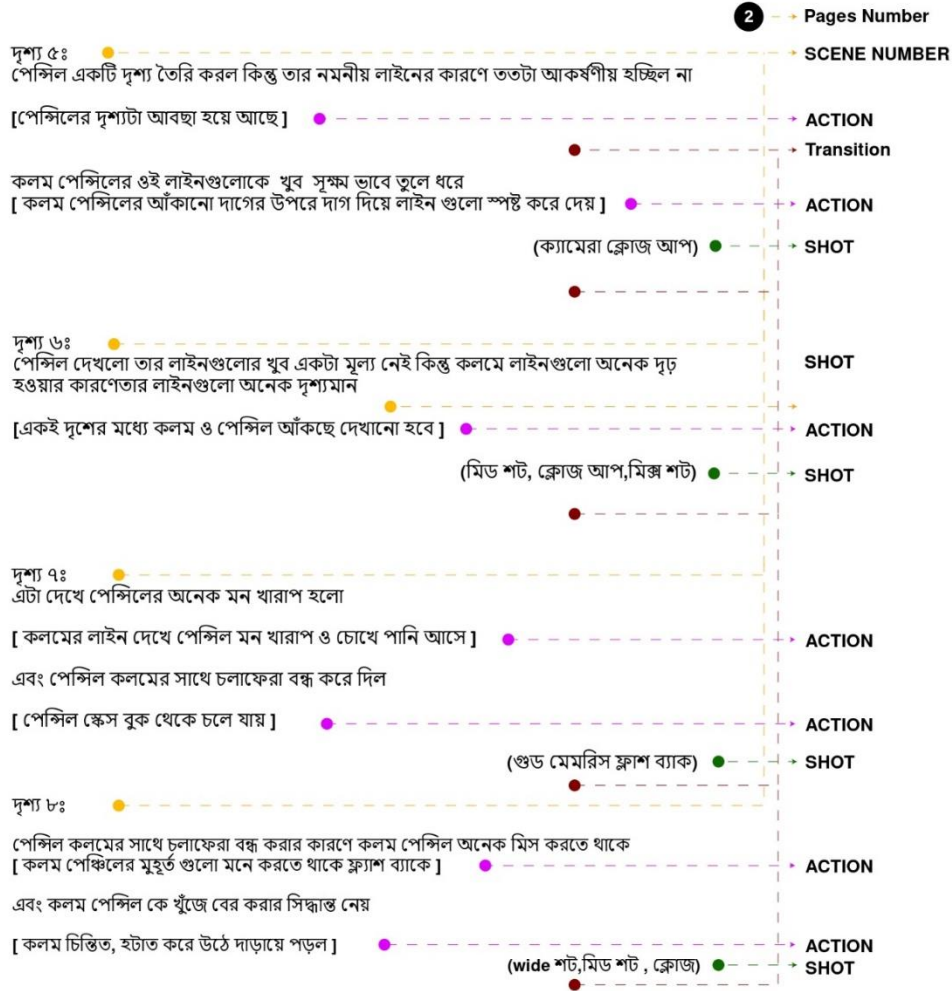 2 Pages Number
দৃশ্য ৫ঃ SCENE NUMBER
পেন্সিল একটি দৃশ্য তৈরি করল কিন্তু তার নমনীয় লাইনের কারণে ততটা আকর্ষণীয় হচ্ছিল না
[পেন্সিলের দৃশ্যটা আবছা হয়ে আছে ] ACTION
Transition
কলম পেন্সিলের ওই লাইনগুলোকে খুব সূক্ষ্ম ভাবে তুলে ধরে
[ কলম পেন্সিলের আঁকানো দাগের উপরে দাগ দিয়ে লাইন গুলো স্পষ্ট করে দেয় ] ACTION
(ক্যামেরা ক্লোজ আপ) SHOT
দৃশ্য ৬ঃ
পেন্সিল দেখলো তার লাইনগুলোর খুব একটা মূল্য নেই কিন্তু কলমে লাইনগুলো অনেক দৃঢ় SHOT
হওয়ার কারণেতার লাইনগুলো অনেক দৃশ্যমান
[একই দৃশের মধ্যে কলম ও পেন্সিল আঁকছে দেখানো হবে ] ACTION
(মিড শট, ক্লোজ আপ,মিক্স শট) SHOT
দৃশ্য ৭ঃ
এটা দেখে পেন্সিলের অনেক মন খারাপ হলো
[ কলমের লাইন দেখে পেন্সিল মন খারাপ ও চোখে পানি আসে ] ACTION
এবং পেন্সিল কলমের সাথে চলাফেরা বন্ধ করে দিল
[ পেন্সিল স্কেস বুক থেকে চলে যায় ] ACTION
(গুড মেমরিস ফ্লাশ ব্যাক) SHOT
দৃশ্য ৮ঃ
পেন্সিল কলমের সাথে চলাফেরা বন্ধ করার কারণে কলম পেন্সিল অনেক মিস করতে থাকে
[ কলম পেঞ্চিলের মুহূর্ত গুলো মনে করতে থাকে ফ্ল্যাশ ব্যাকে ] ACTION
এবং কলম পেন্সিল কে খুঁজে বের করার সিদ্ধান্ত নেয়
[ কলম চিন্তিত, হটাত করে উঠে দাড়ায়ে পড়ল ] ACTION
(wide শট,মিড শট , ক্লোজ) SHOT